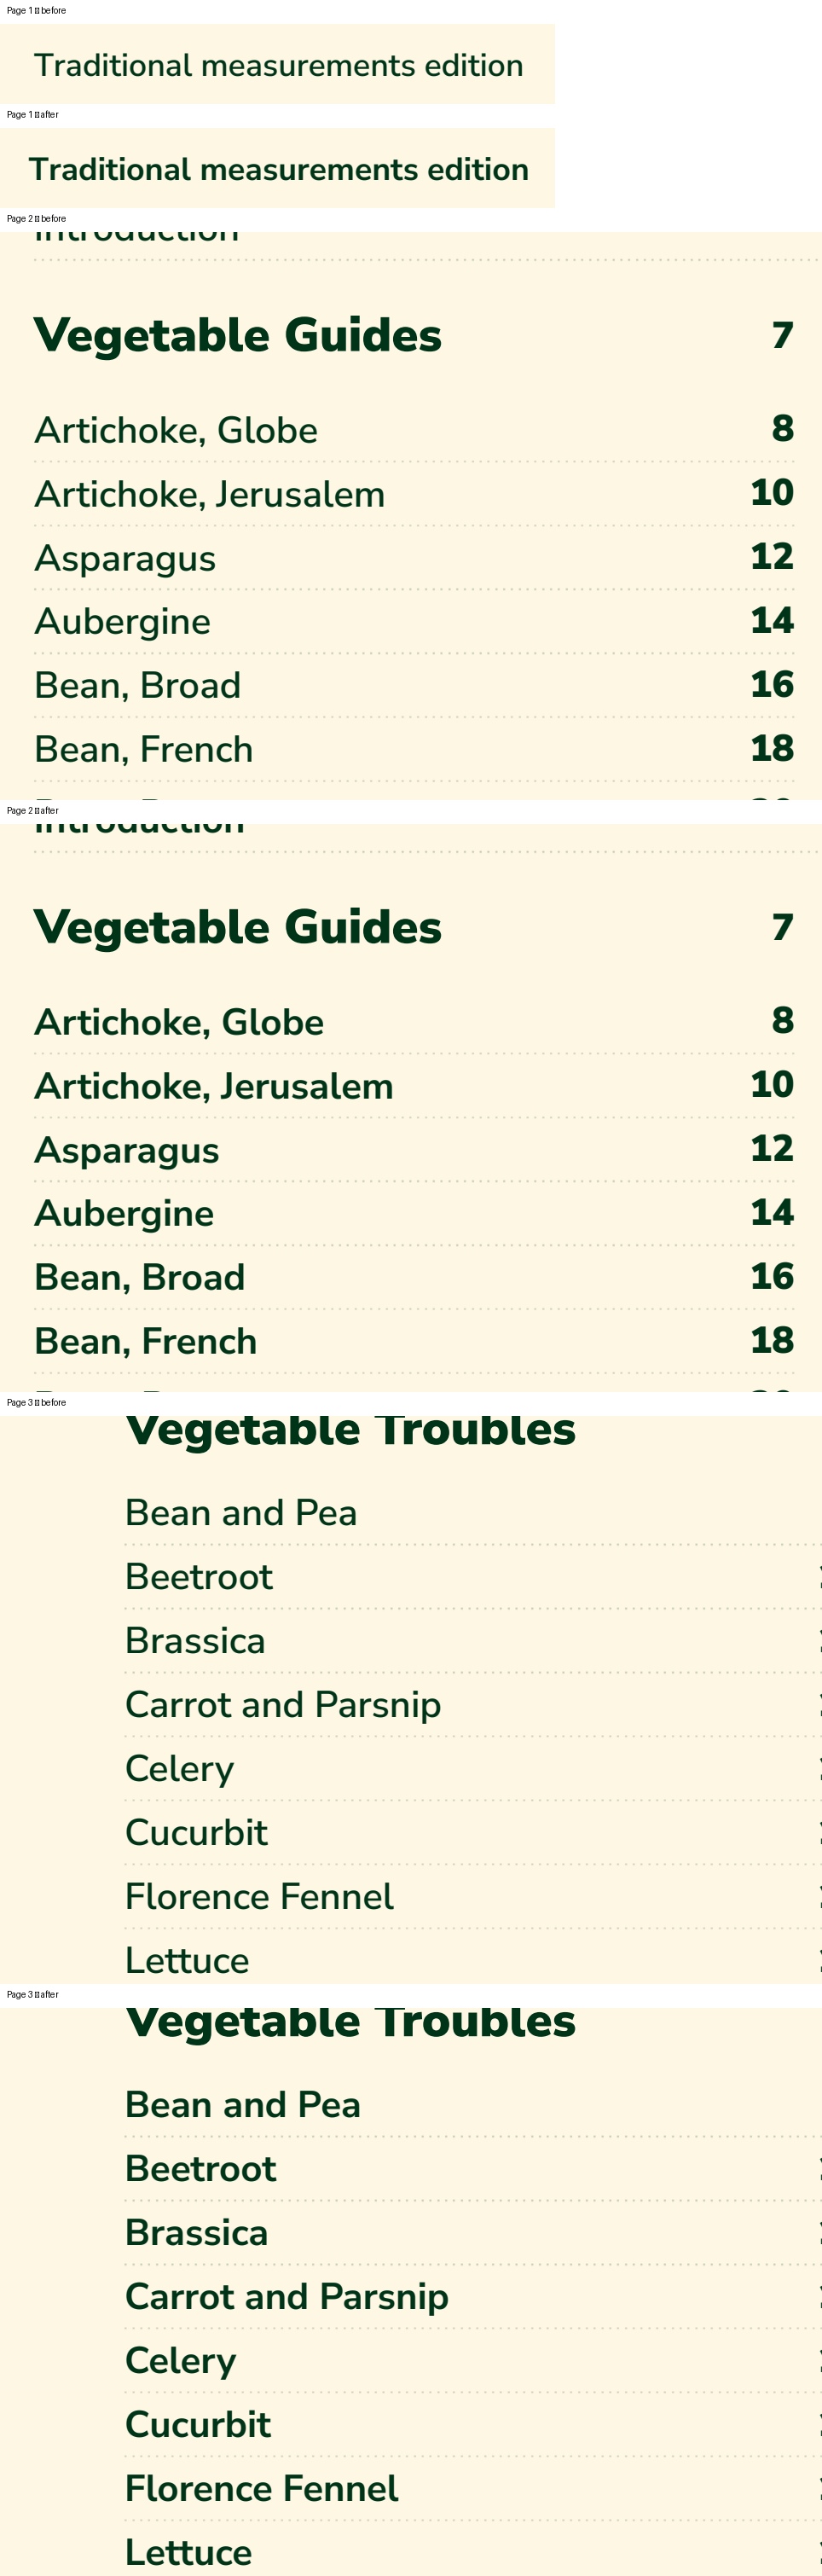 Page 1 before
Traditional measurements edition
Page 1 after
Traditional measurements edition
Page 2 before
Introduction
Vegetable Guides 7
Artichoke, Globe 8
Artichoke, Jerusalem 10
Asparagus 12
Aubergine 14
Bean, Broad 16
Bean, French 18
Page 2 after
Introduction
Vegetable Guides 7
Artichoke, Globe 8
Artichoke, Jerusalem 10
Asparagus 12
Aubergine 14
Bean, Broad 16
Bean, French 18
Page 3 before
Vegetable Troubles
Bean and Pea
Beetroot
Brassica
Carrot and Parsnip
Celery
Cucurbit
Florence Fennel
Lettuce
Page 3 after
Vegetable Troubles
Bean and Pea
Beetroot
Brassica
Carrot and Parsnip
Celery
Cucurbit
Florence Fennel
Lettuce